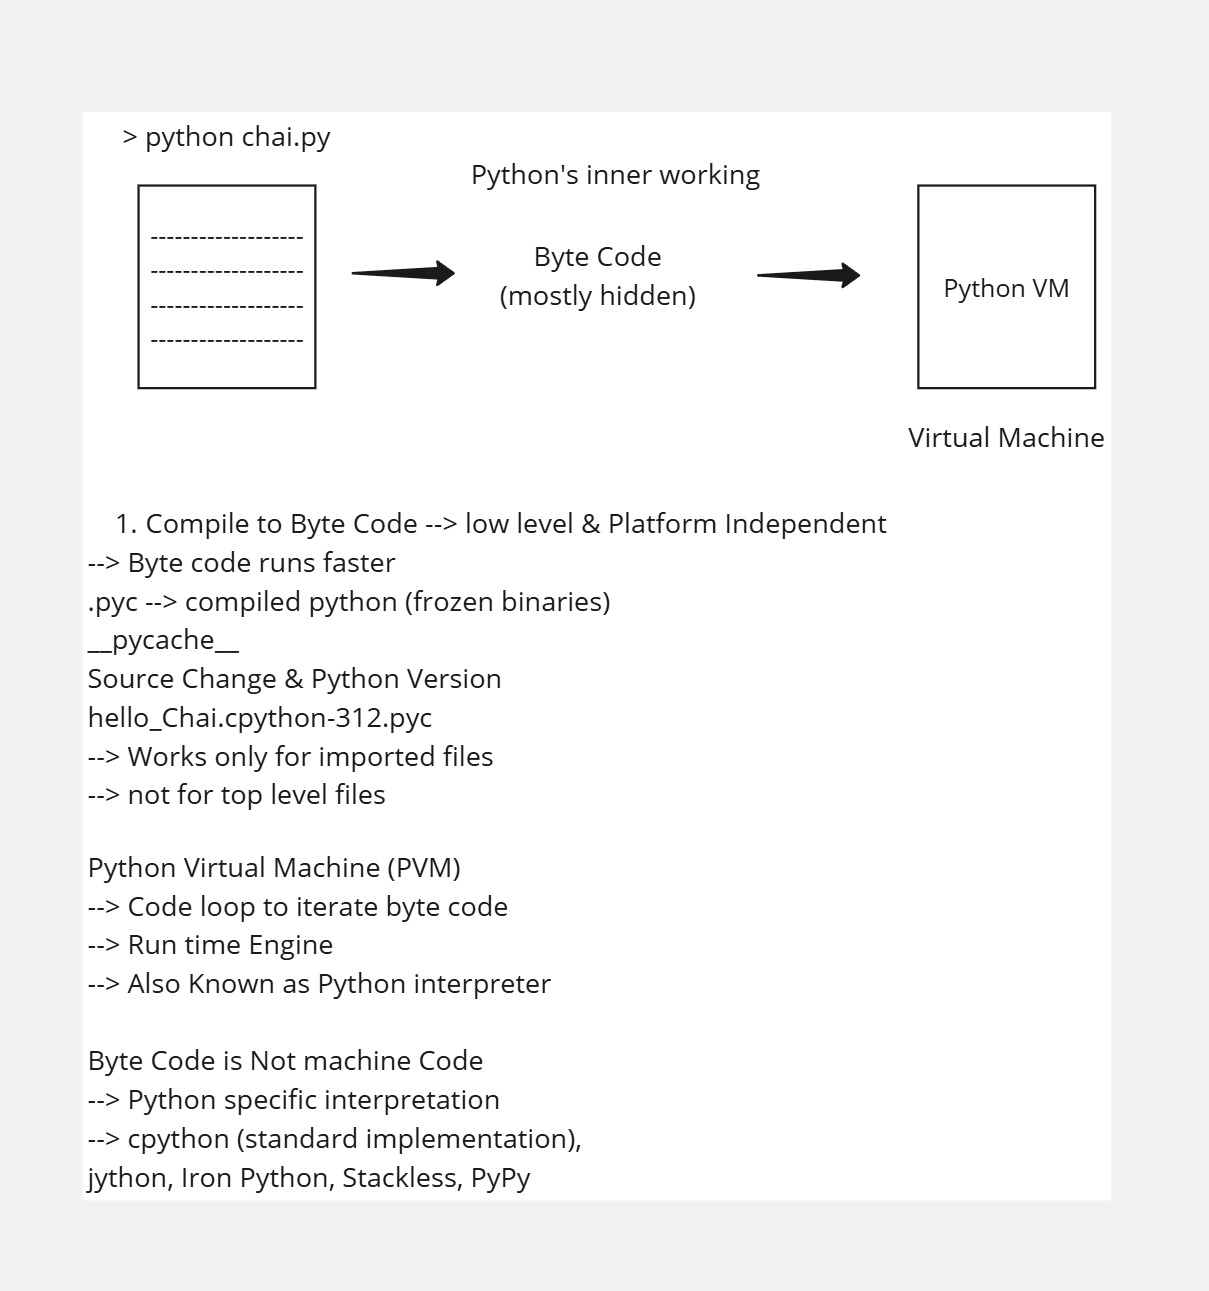 > python chai.py
Python's inner working
Byte Code
(mostly hidden)
Python VM
Virtual Machine
1. Compile to Byte Code --> low level & Platform Independent
--> Byte code runs faster
.pyc --> compiled python (frozen binaries)
__pycache__
Source Change & Python Version
hello_Chai.cpython-312.pyc
--> Works only for imported files
--> not for top level files
Python Virtual Machine (PVM)
--> Code loop to iterate byte code
--> Run time Engine
--> Also Known as Python interpreter
Byte Code is Not machine Code
--> Python specific interpretation
--> cpython (standard implementation),
jython, Iron Python, Stackless, PyPy